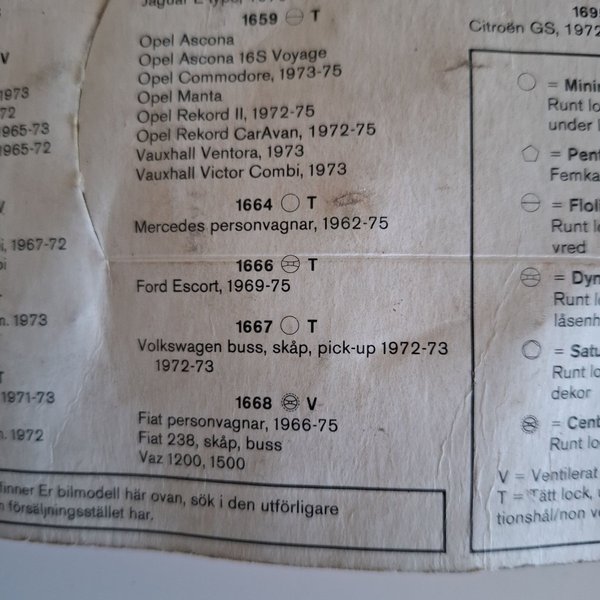 1659 T
Opel Ascona
Opel Ascona 16S Voyage
Opel Commodore, 1973-75
Opel Manta
Opel Rekord II, 1972-75
Opel Rekord CarAvan, 1972-75
Vauxhall Ventora, 1973
Vauxhall Victor Combi, 1973
1664 T
Mercedes personvagnar, 1962-75
1666 T
Ford Escort, 1969-75
1667 T
Volkswagen buss, skåp, pick-up 1972-73
1972-73
1668 V
Fiat personvagnar, 1966-75
Fiat 238, skåp, buss
Vaz 1200, 1500
V
1973
72
1965-73
1965-72
, 1967-72
1973
T
1971-73
1972
finner Er bilmodell här ovan, sök i den utförligare
försäljningsstället har.
169
Citroën GS, 1972
= Minin
Runt lo
under l
= Pent
Femka
= Floli
Runt l
vred
= Dyn
Runt l
låsenh
= Satu
Runt lo
dekor
= Cent
Runt lo
V = Ventilerat
T = Tätt lock, u
tionshål/non ve